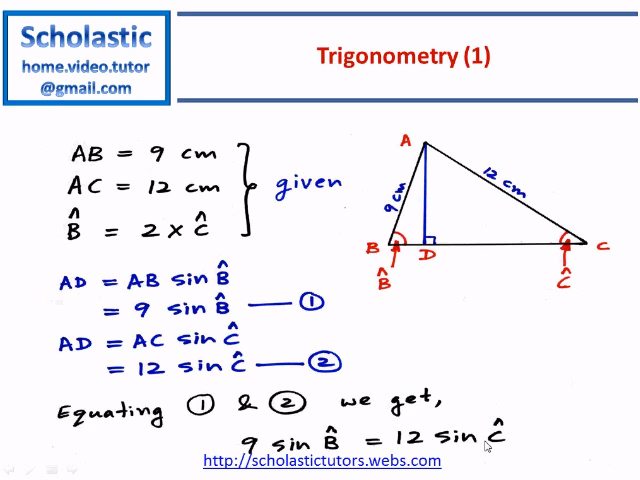 Scholastic
home.video.tutor
@gmail.com
Trigonometry (1)
AB = 9 cm
AC = 12 cm
B̂ = 2 × Ĉ
given
A
9 cm
12 cm
B
D
C
B̂
Ĉ
AD = AB sin B̂
= 9 sin B̂ — ①
AD = AC sin Ĉ
= 12 sin Ĉ — ②
Equating ① & ② we get,
9 sin B̂ = 12 sin Ĉ
http://scholastictutors.webs.com